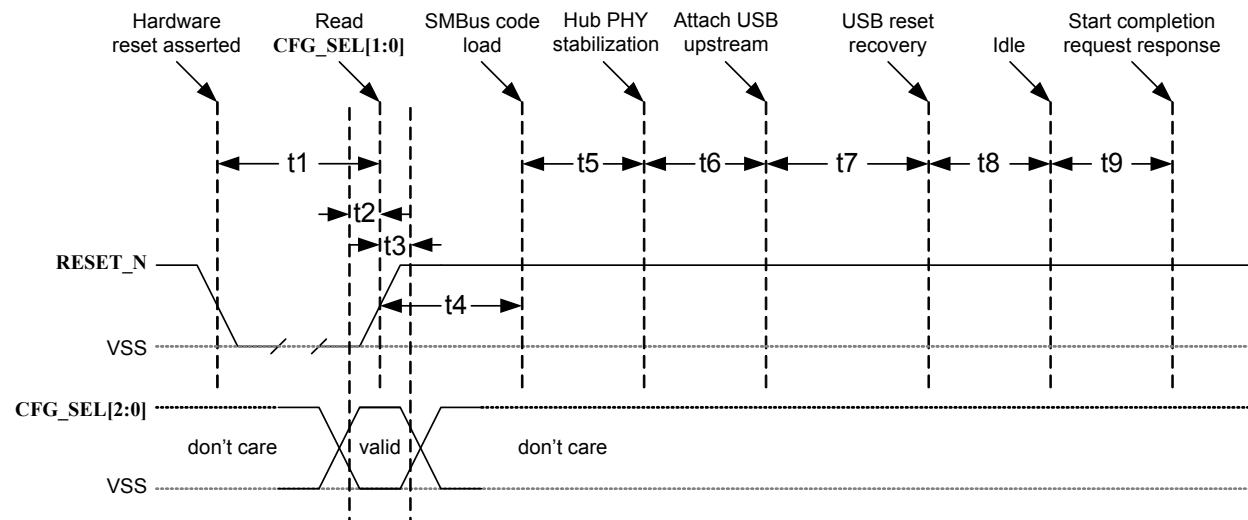 Hardware reset asserted
Read CFG_SEL[1:0]
SMBus code load
Hub PHY stabilization
Attach USB upstream
USB reset recovery
Idle
Start completion request response
t1
t5
t6
t7
t8
t9
t2
t3
RESET_N
t4
VSS
CFG_SEL[2:0]
don't care
valid
don't care
VSS